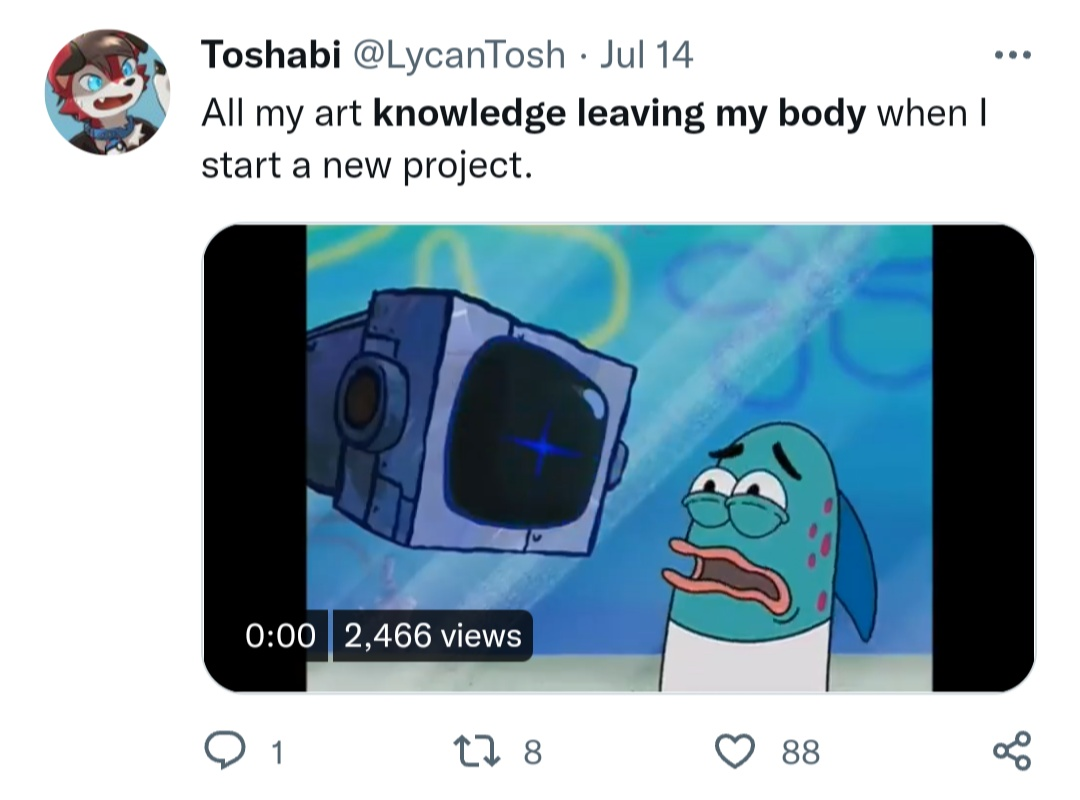 Toshabi @LycanTosh · Jul 14
All my art knowledge leaving my body when I
start a new project.
0:00 2,466 views
1 8 88